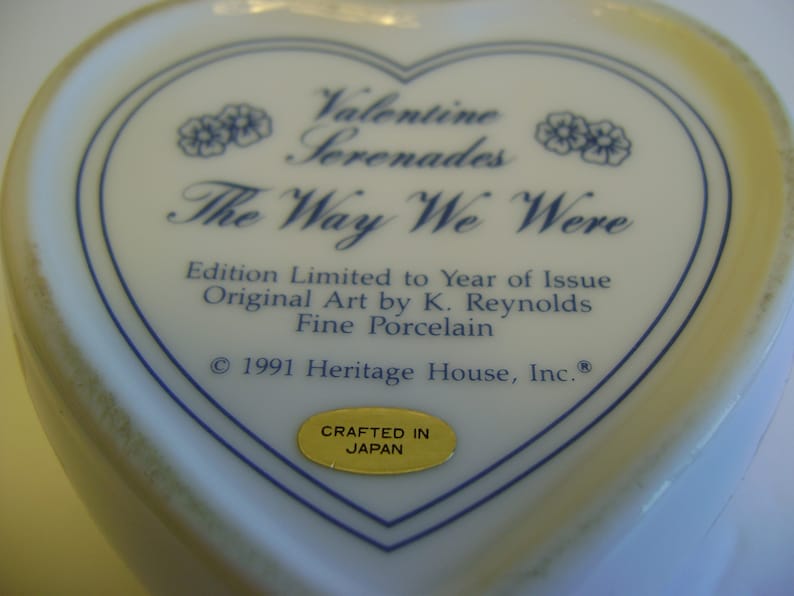 Valentine
Serenades
The Way We Were
Edition Limited to Year of Issue
Original Art by K. Reynolds
Fine Porcelain
© 1991 Heritage House, Inc.®
CRAFTED IN
JAPAN